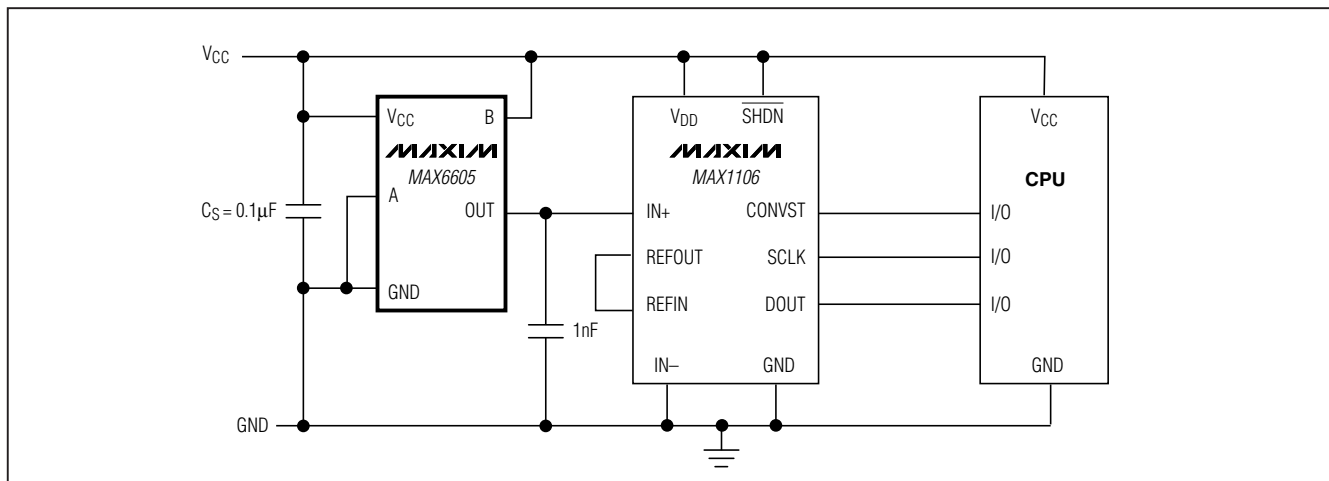 VCC
VCC B
MAXIM
MAX6605
A
OUT
GND
CS = 0.1µF
1nF
GND
VDD SHDN
MAXIM
MAX1106
IN+ CONVST
REFOUT SCLK
REFIN DOUT
IN– GND
VCC
CPU
I/O
I/O
I/O
GND